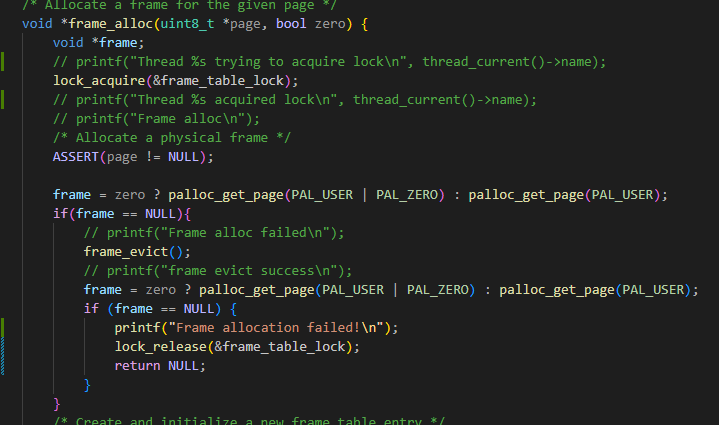 /* Allocate a frame for the given page */
void *frame_alloc(uint8_t *page, bool zero) {
    void *frame;
    // printf("Thread %s trying to acquire lock\n", thread_current()->name);
    lock_acquire(&frame_table_lock);
    // printf("Thread %s acquired lock\n", thread_current()->name);
    // printf("Frame alloc\n");
    /* Allocate a physical frame */
    ASSERT(page != NULL);

    frame = zero ? palloc_get_page(PAL_USER | PAL_ZERO) : palloc_get_page(PAL_USER);
    if(frame == NULL){
        // printf("Frame alloc failed\n");
        frame_evict();
        // printf("frame evict success\n");
        frame = zero ? palloc_get_page(PAL_USER | PAL_ZERO) : palloc_get_page(PAL_USER);
        if (frame == NULL) {
            printf("Frame allocation failed!\n");
            lock_release(&frame_table_lock);
            return NULL;
        }
    }
    /* Create and initialize a new frame table entry */